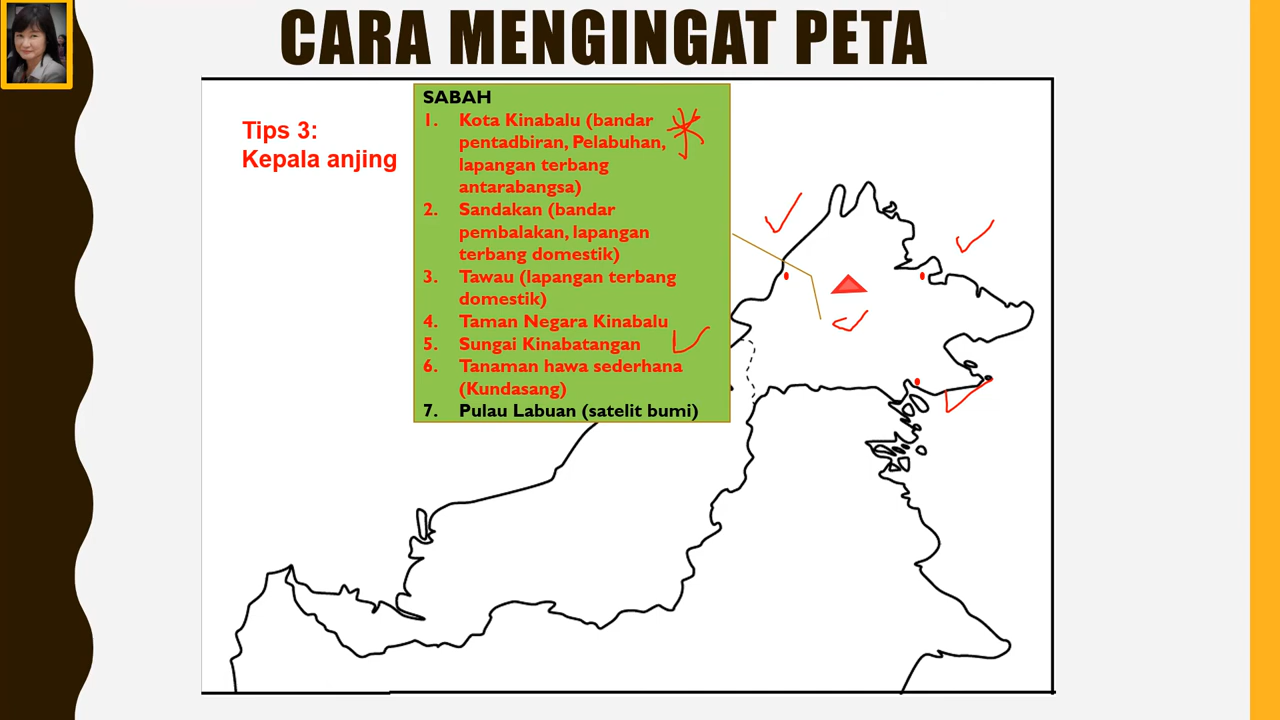 CARA MENGINGAT PETA
Tips 3:
Kepala anjing
SABAH
1. Kota Kinabalu (bandar
pentadbiran, Pelabuhan,
lapangan terbang
antarabangsa)
2. Sandakan (bandar
pembalakan, lapangan
terbang domestik)
3. Tawau (lapangan terbang
domestik)
4. Taman Negara Kinabalu
5. Sungai Kinabatangan
6. Tanaman hawa sederhana
(Kundasang)
7. Pulau Labuan (satelit bumi)